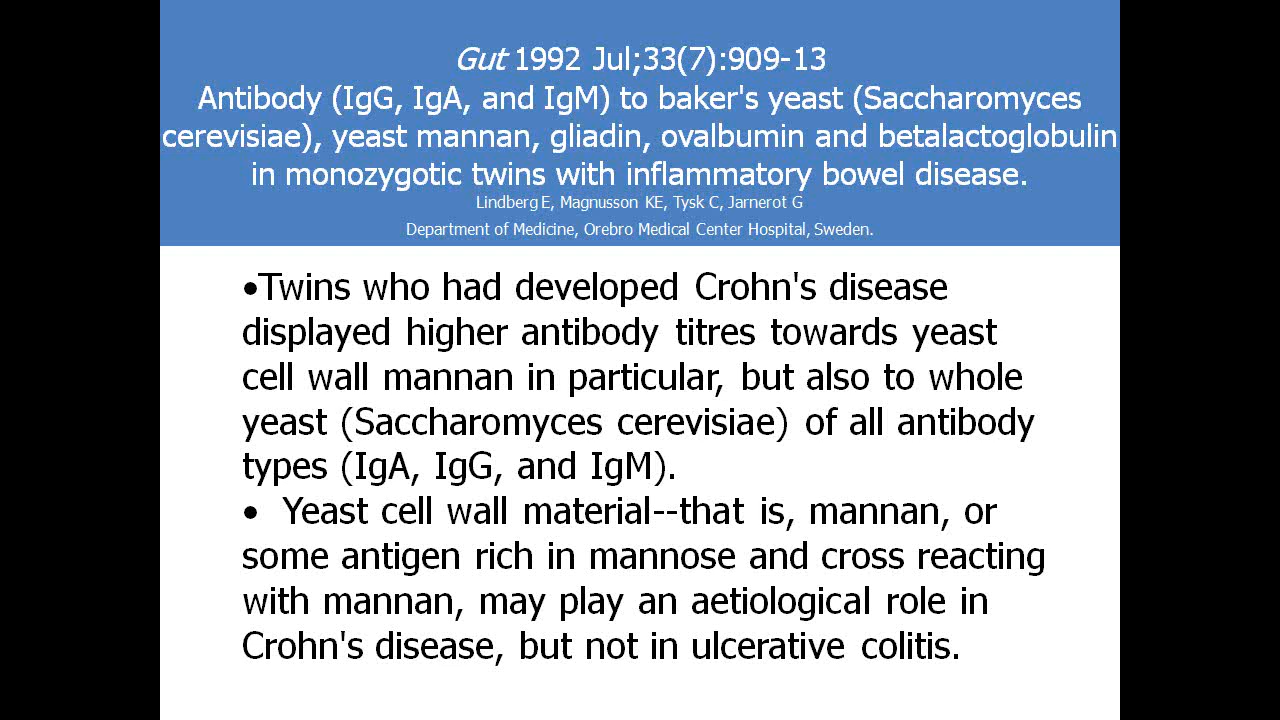 Gut 1992 Jul;33(7):909-13
Antibody (IgG, IgA, and IgM) to baker's yeast (Saccharomyces
cerevisiae), yeast mannan, gliadin, ovalbumin and betalactoglobulin
in monozygotic twins with inflammatory bowel disease.
Lindberg E, Magnusson KE, Tysk C, Jarnerot G
Department of Medicine, Orebro Medical Center Hospital, Sweden.
•Twins who had developed Crohn's disease
displayed higher antibody titres towards yeast
cell wall mannan in particular, but also to whole
yeast (Saccharomyces cerevisiae) of all antibody
types (IgA, IgG, and IgM).
• Yeast cell wall material--that is, mannan, or
some antigen rich in mannose and cross reacting
with mannan, may play an aetiological role in
Crohn's disease, but not in ulcerative colitis.